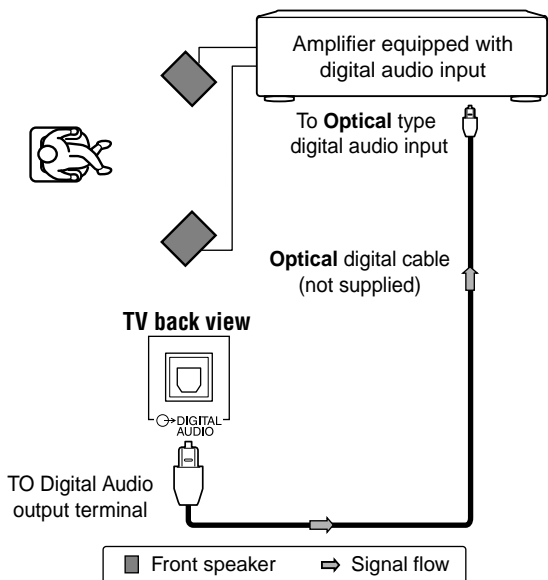 Amplifier equipped with
digital audio input
To Optical type
digital audio input
Optical digital cable
(not supplied)
TV back view
DIGITAL
AUDIO
TO Digital Audio
output terminal
Front speaker
Signal flow